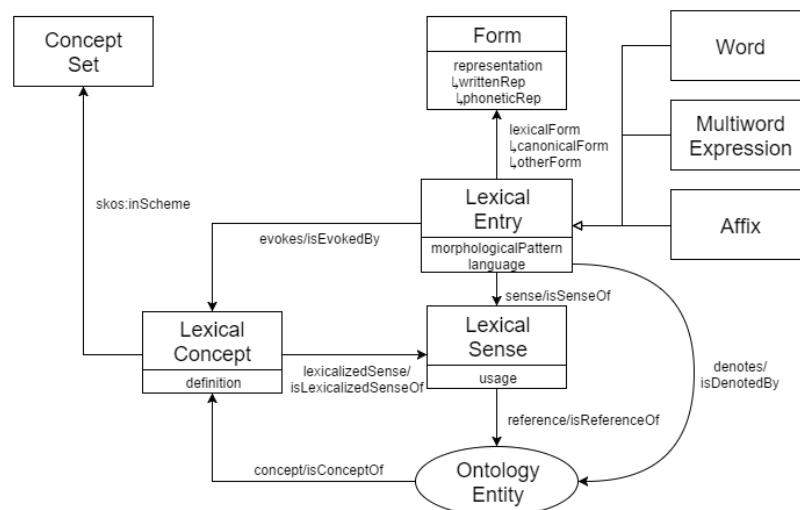 Concept
Set
Form
representation
↳writtenRep
↳phoneticRep
Word
lexicalForm
↳canonicalForm
↳otherForm
Multiword
Expression
skos:inScheme
Lexical
Entry
morphologicalPattern
language
Affix
evokes/isEvokedBy
sense/isSenseOf
Lexical
Concept
definition
lexicalizedSense/
isLexicalizedSenseOf
Lexical
Sense
usage
denotes/
isDenotedBy
reference/isReferenceOf
concept/isConceptOf
Ontology
Entity